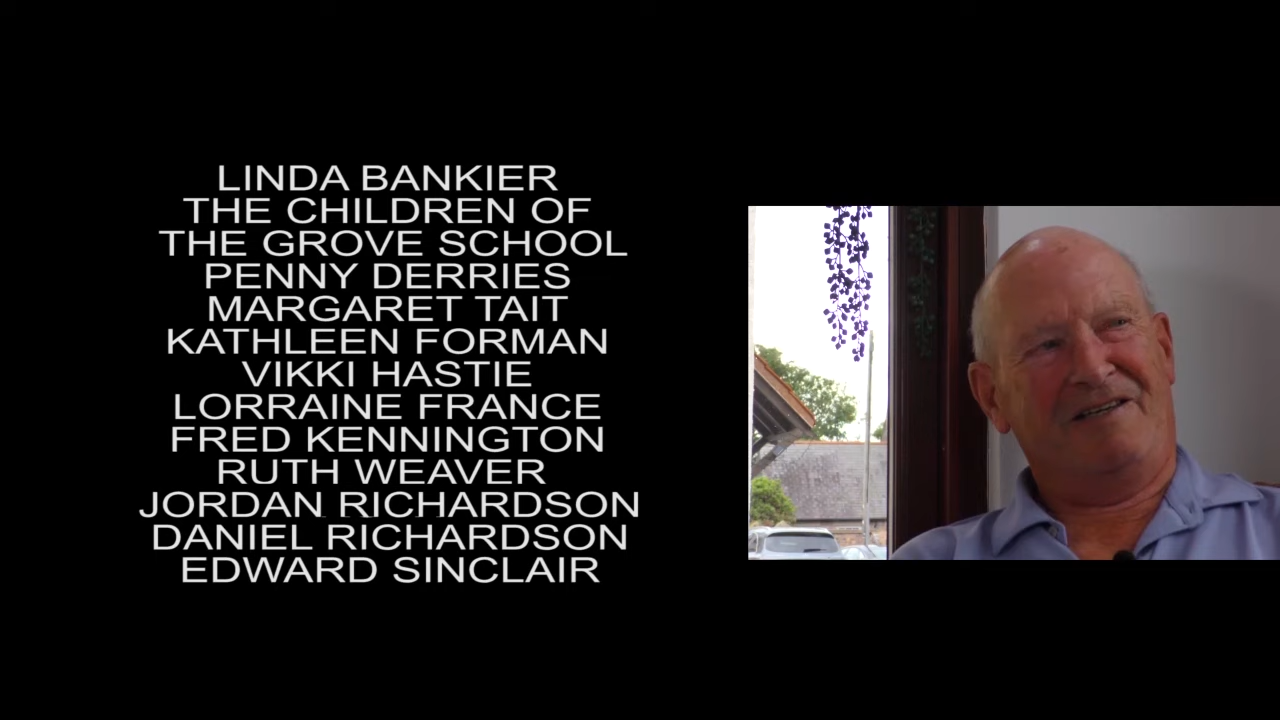 LINDA BANKIER
THE CHILDREN OF
THE GROVE SCHOOL
PENNY DERRIES
MARGARET TAIT
KATHLEEN FORMAN
VIKKI HASTIE
LORRAINE FRANCE
FRED KENNINGTON
RUTH WEAVER
JORDAN RICHARDSON
DANIEL RICHARDSON
EDWARD SINCLAIR